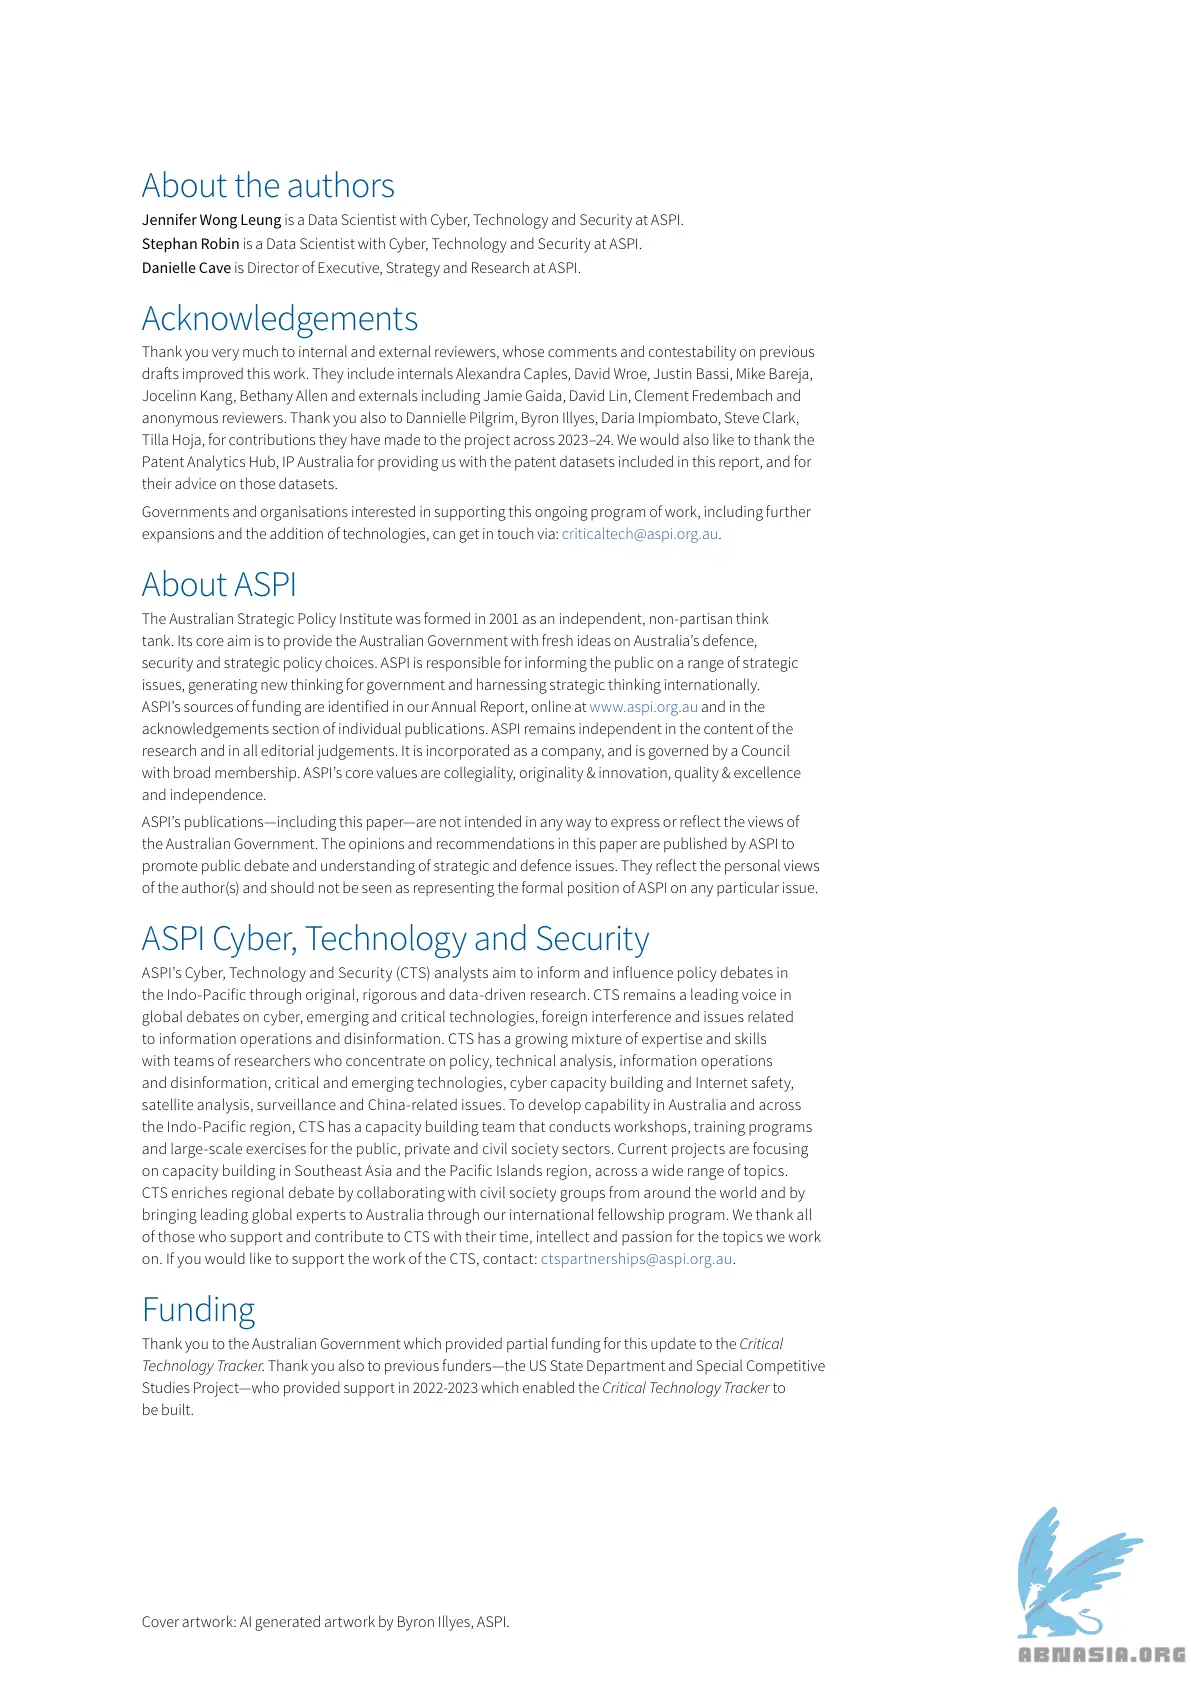 About the authors
Jennifer Wong Leung is a Data Scientist with Cyber, Technology and Security at ASPI.
Stephan Robin is a Data Scientist with Cyber, Technology and Security at ASPI.
Danielle Cave is Director of Executive, Strategy and Research at ASPI.
Acknowledgements
Thank you very much to internal and external reviewers, whose comments and contestability on previous
drafts improved this work. They include internals Alexandra Caples, David Wroe, Justin Bassi, Mike Bareja,
Jocelinn Kang, Bethany Allen and externals including Jamie Gaida, David Lin, Clement Fredembach and
anonymous reviewers. Thank you also to Dannielle Pilgrim, Byron Illyes, Daria Impiombato, Steve Clark,
Tilla Hoja, for contributions they have made to the project across 2023–24. We would also like to thank the
Patent Analytics Hub, IP Australia for providing us with the patent datasets included in this report, and for
their advice on those datasets.
Governments and organisations interested in supporting this ongoing program of work, including further
expansions and the addition of technologies, can get in touch via: criticaltech@aspi.org.au.
About ASPI
The Australian Strategic Policy Institute was formed in 2001 as an independent, non-partisan think
tank. Its core aim is to provide the Australian Government with fresh ideas on Australia’s defence,
security and strategic policy choices. ASPI is responsible for informing the public on a range of strategic
issues, generating new thinking for government and harnessing strategic thinking internationally.
ASPI’s sources of funding are identified in our Annual Report, online at www.aspi.org.au and in the
acknowledgements section of individual publications. ASPI remains independent in the content of the
research and in all editorial judgements. It is incorporated as a company, and is governed by a Council
with broad membership. ASPI’s core values are collegiality, originality & innovation, quality & excellence
and independence.
ASPI’s publications—including this paper—are not intended in any way to express or reflect the views of
the Australian Government. The opinions and recommendations in this paper are published by ASPI to
promote public debate and understanding of strategic and defence issues. They reflect the personal views
of the author(s) and should not be seen as representing the formal position of ASPI on any particular issue.
ASPI Cyber, Technology and Security
ASPI’s Cyber, Technology and Security (CTS) analysts aim to inform and influence policy debates in
the Indo-Pacific through original, rigorous and data-driven research. CTS remains a leading voice in
global debates on cyber, emerging and critical technologies, foreign interference and issues related
to information operations and disinformation. CTS has a growing mixture of expertise and skills
with teams of researchers who concentrate on policy, technical analysis, information operations
and disinformation, critical and emerging technologies, cyber capacity building and Internet safety,
satellite analysis, surveillance and China-related issues. To develop capability in Australia and across
the Indo-Pacific region, CTS has a capacity building team that conducts workshops, training programs
and large-scale exercises for the public, private and civil society sectors. Current projects are focusing
on capacity building in Southeast Asia and the Pacific Islands region, across a wide range of topics.
CTS enriches regional debate by collaborating with civil society groups from around the world and by
bringing leading global experts to Australia through our international fellowship program. We thank all
of those who support and contribute to CTS with their time, intellect and passion for the topics we work
on. If you would like to support the work of the CTS, contact: ctspartnerships@aspi.org.au.
Funding
Thank you to the Australian Government which provided partial funding for this update to the Critical
Technology Tracker. Thank you also to previous funders—the US State Department and Special Competitive
Studies Project—who provided support in 2022-2023 which enabled the Critical Technology Tracker to
be built.
Cover artwork: AI generated artwork by Byron Illyes, ASPI.
ABNASIA.ORG